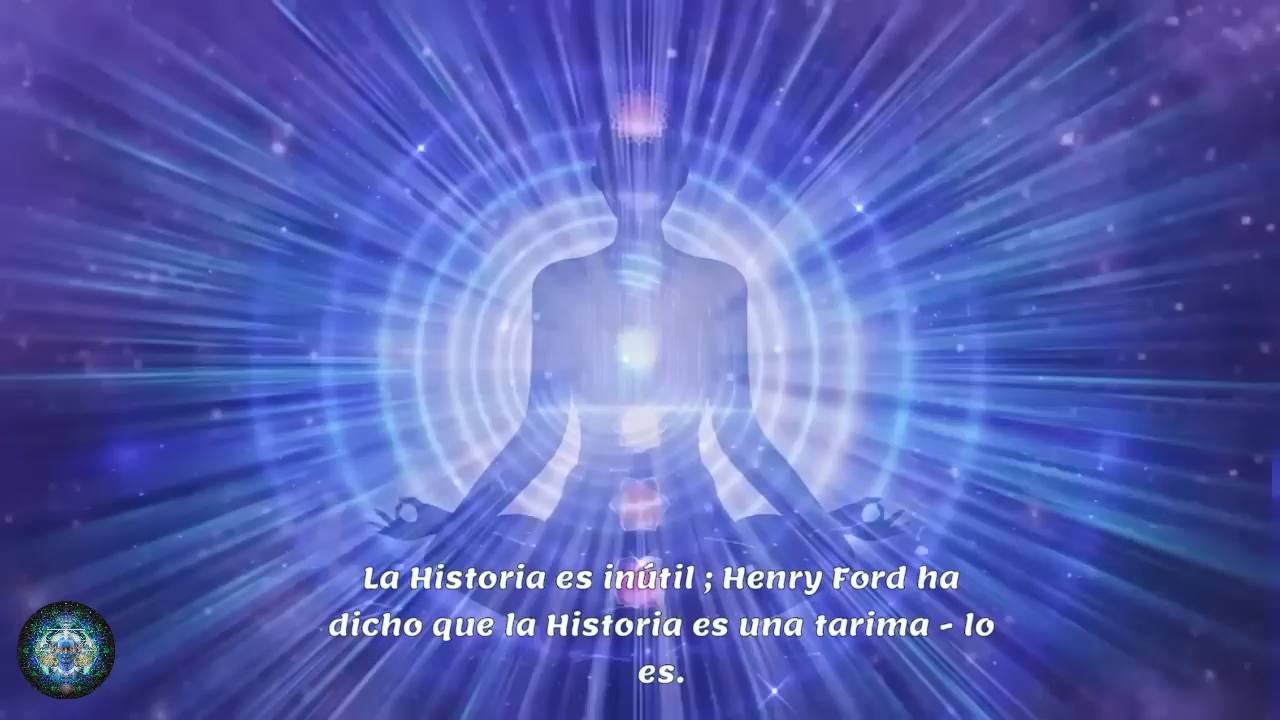 La Historia es inútil ; Henry Ford ha
dicho que la Historia es una tarima - lo
es.